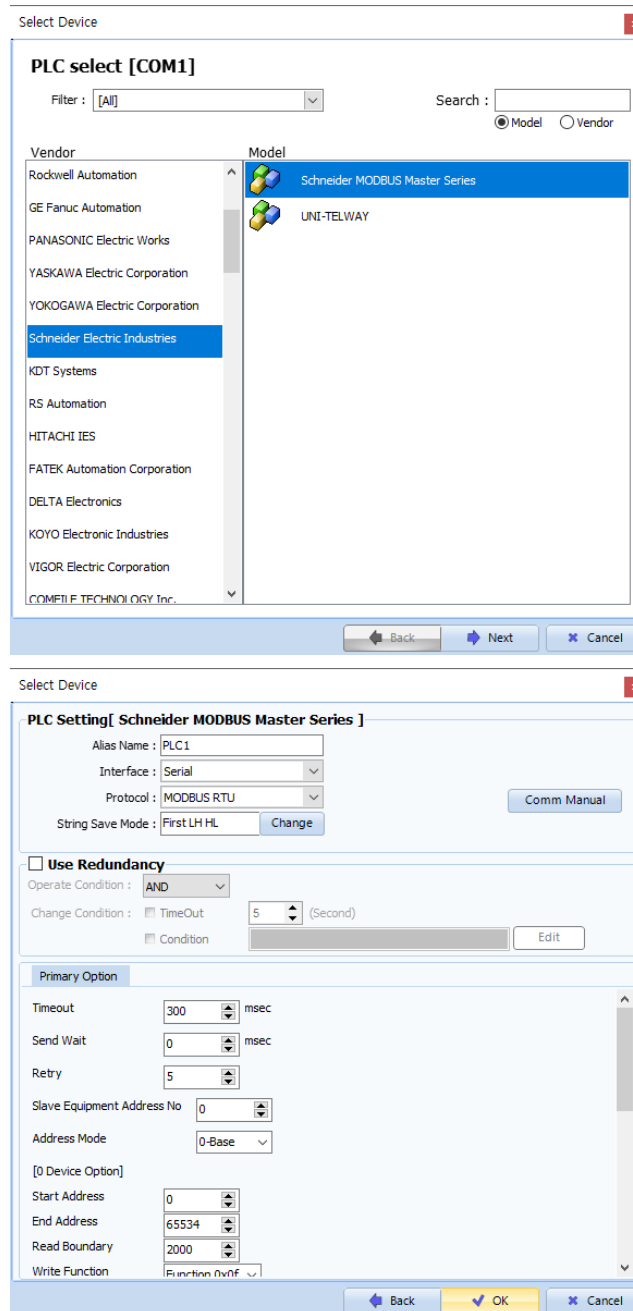 Select Device
PLC select [COM1]
Filter : [All] Search :
Model Vendor
Vendor Model
Rockwell Automation
GE Fanuc Automation
PANASONIC Electric Works
YASKAWA Electric Corporation
YOKOGAWA Electric Corporation
Schneider Electric Industries
KDT Systems
RS Automation
HITACHI IES
FATEK Automation Corporation
DELTA Electronics
KOYO Electronic Industries
VIGOR Electric Corporation
COMFILE TECHNOLOGY Inc.
Schneider MODBUS Master Series
UNI-TELWAY
Back Next Cancel
Select Device
PLC Setting[ Schneider MODBUS Master Series ]
Alias Name : PLC1
Interface : Serial
Protocol : MODBUS RTU Comm Manual
String Save Mode : First LH HL Change
Use Redundancy
Operate Condition : AND
Change Condition : TimeOut 5 (Second)
Condition Edit
Primary Option
Timeout 300 msec
Send Wait 0 msec
Retry 5
Slave Equipment Address No 0
Address Mode 0-Base
[0 Device Option]
Start Address 0
End Address 65534
Read Boundary 2000
Write Function Function 0x0f
Back OK Cancel